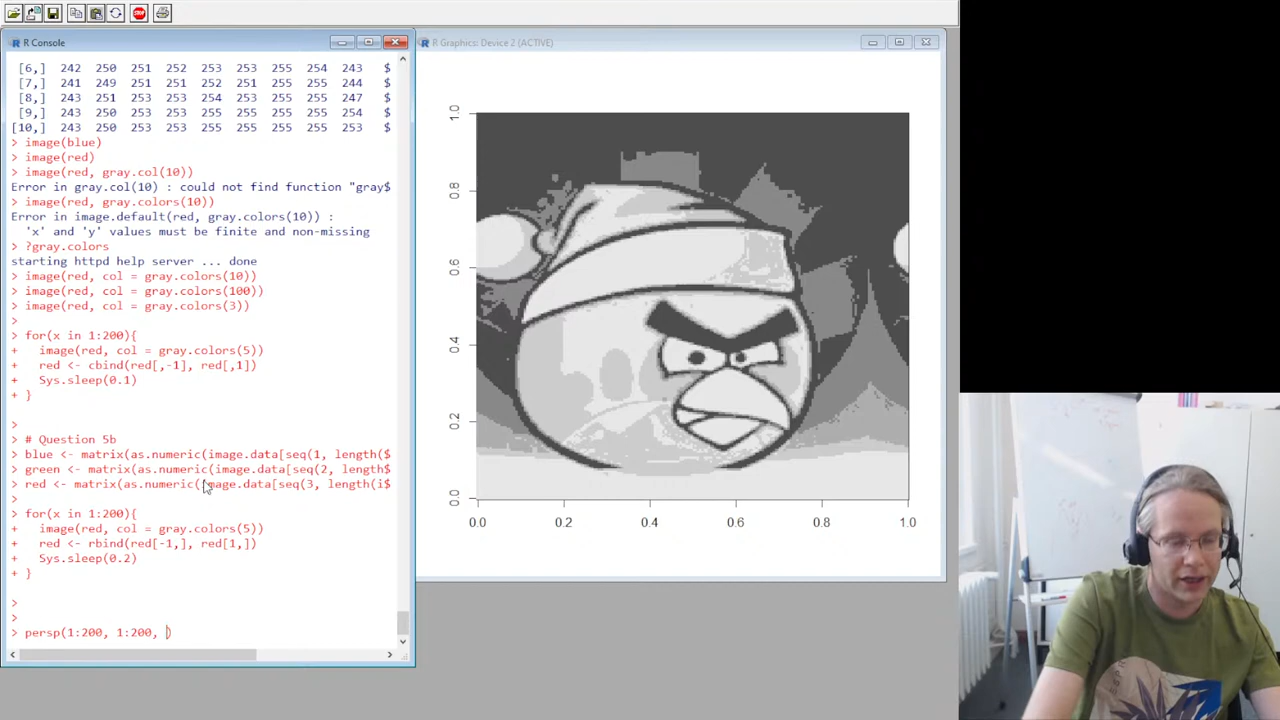 R Console
[6,] 242 250 251 252 253 253 255 254 243 $
[7,] 241 249 251 251 252 251 255 255 244 $
[8,] 243 251 253 253 254 253 255 255 247 $
[9,] 243 250 253 253 255 255 255 255 254 $
[10,] 243 250 253 253 255 255 255 255 253 $
> image(blue)
> image(red)
> image(red, gray.col(10))
Error in gray.col(10) : could not find function "gray$
> image(red, gray.colors(10))
Error in image.default(red, gray.colors(10)) :
'x' and 'y' values must be finite and non-missing
> ?gray.colors
starting httpd help server ... done
> image(red, col = gray.colors(10))
> image(red, col = gray.colors(100))
> image(red, col = gray.colors(3))
>
> for(x in 1:200){
+ image(red, col = gray.colors(5))
+ red <- cbind(red[,-1], red[,1])
+ Sys.sleep(0.1)
+ }
>
> # Question 5b
> blue <- matrix(as.numeric(image.data[seq(1, length($
> green <- matrix(as.numeric(image.data[seq(2, length$
> red <- matrix(as.numeric(image.data[seq(3, length(i$
>
> for(x in 1:200){
+ image(red, col = gray.colors(5))
+ red <- rbind(red[-1,], red[1,])
+ Sys.sleep(0.2)
+ }
>
>
> persp(1:200, 1:200, )
R Graphics: Device 2 (ACTIVE)
1.0
0.8
0.6
0.4
0.2
0.0
0.0 0.2 0.4 0.6 0.8 1.0
STOP